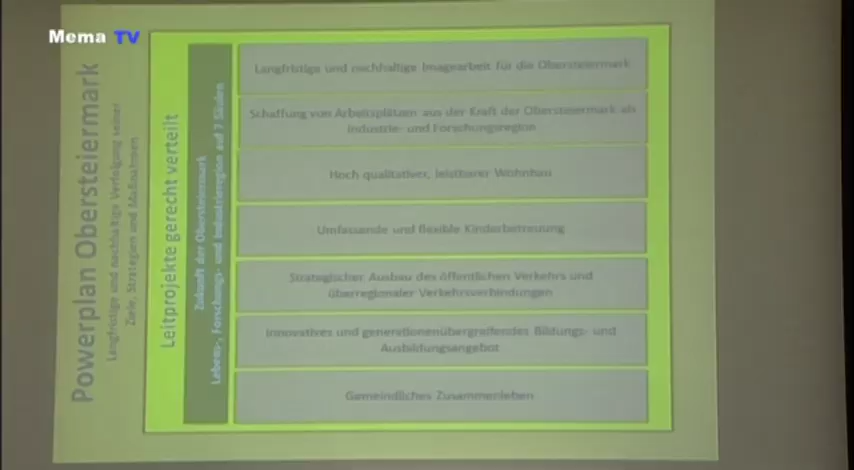 Mema TV
Powerplan Obersteiermark
Langfristige und nachhaltige Verfolgung seiner
Ziele, Strategien und Maßnahmen
Leitprojekte gerecht verteilt
Zukunft der Obersteiermark
Lebens-, Forschungs- und Industrieregion auf 7 Säulen
Langfristige und nachhaltige Imagearbeit für die Obersteiermark
Schaffung von Arbeitsplätzen aus der Kraft der Obersteiermark als
Industrie- und Forschungsregion
Hoch qualitativer, leistbarer Wohnbau
Umfassende und flexible Kinderbetreuung
Strategischer Ausbau des öffentlichen Verkehrs und
überregionaler Verkehrsverbindungen
Innovatives und generationenübergreifendes Bildungs- und
Ausbildungsangebot
Gemeindliches Zusammenleben